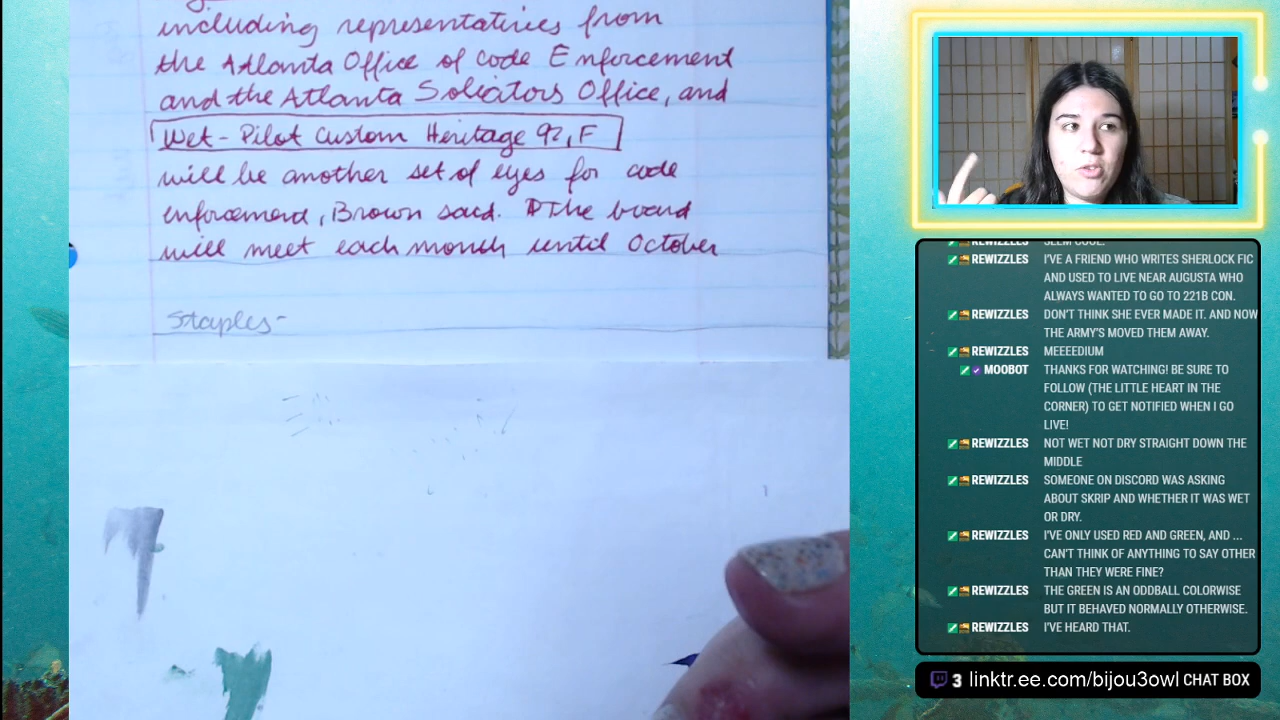 including representatives from
the Atlanta Office of code Enforcement
and the Atlanta Solicitors Office, and
Wet - Pilot Custom Heritage 92, F
will be another set of eyes for code
enforcement, Brown said. The board
will meet each month until October
Staples-
REWIZZLES SEEM COOL.
REWIZZLES I'VE A FRIEND WHO WRITES SHERLOCK FIC
AND USED TO LIVE NEAR AUGUSTA WHO
ALWAYS WANTED TO GO TO 221B CON.
REWIZZLES DON'T THINK SHE EVER MADE IT. AND NOW
THE ARMY'S MOVED THEM AWAY.
REWIZZLES MEEEEDIUM
MOOBOT THANKS FOR WATCHING! BE SURE TO
FOLLOW (THE LITTLE HEART IN THE
CORNER) TO GET NOTIFIED WHEN I GO
LIVE!
REWIZZLES NOT WET NOT DRY STRAIGHT DOWN THE
MIDDLE
REWIZZLES SOMEONE ON DISCORD WAS ASKING
ABOUT SKRIP AND WHETHER IT WAS WET
OR DRY.
REWIZZLES I'VE ONLY USED RED AND GREEN, AND ...
CAN'T THINK OF ANYTHING TO SAY OTHER
THAN THEY WERE FINE?
REWIZZLES THE GREEN IS AN ODDBALL COLORWISE
BUT IT BEHAVED NORMALLY OTHERWISE.
REWIZZLES I'VE HEARD THAT.
3 linktr.ee.com/bijou3owl CHAT BOX